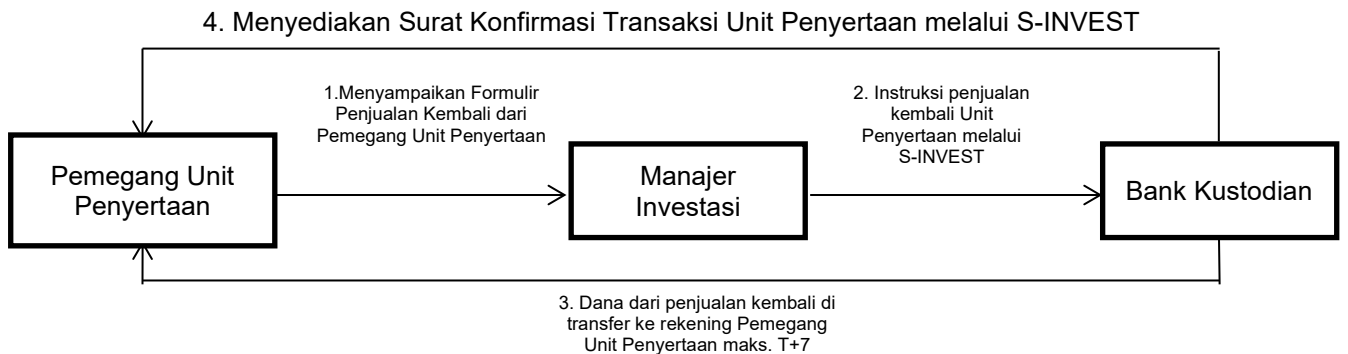 4. Menyediakan Surat Konfirmasi Transaksi Unit Penyertaan melalui S-INVEST
1.Menyampaikan Formulir
Penjualan Kembali dari
Pemegang Unit Penyertaan
2. Instruksi penjualan
kembali Unit
Penyertaan melalui
S-INVEST
Pemegang Unit
Penyertaan
Manajer
Investasi
Bank Kustodian
3. Dana dari penjualan kembali di
transfer ke rekening Pemegang
Unit Penyertaan maks. T+7